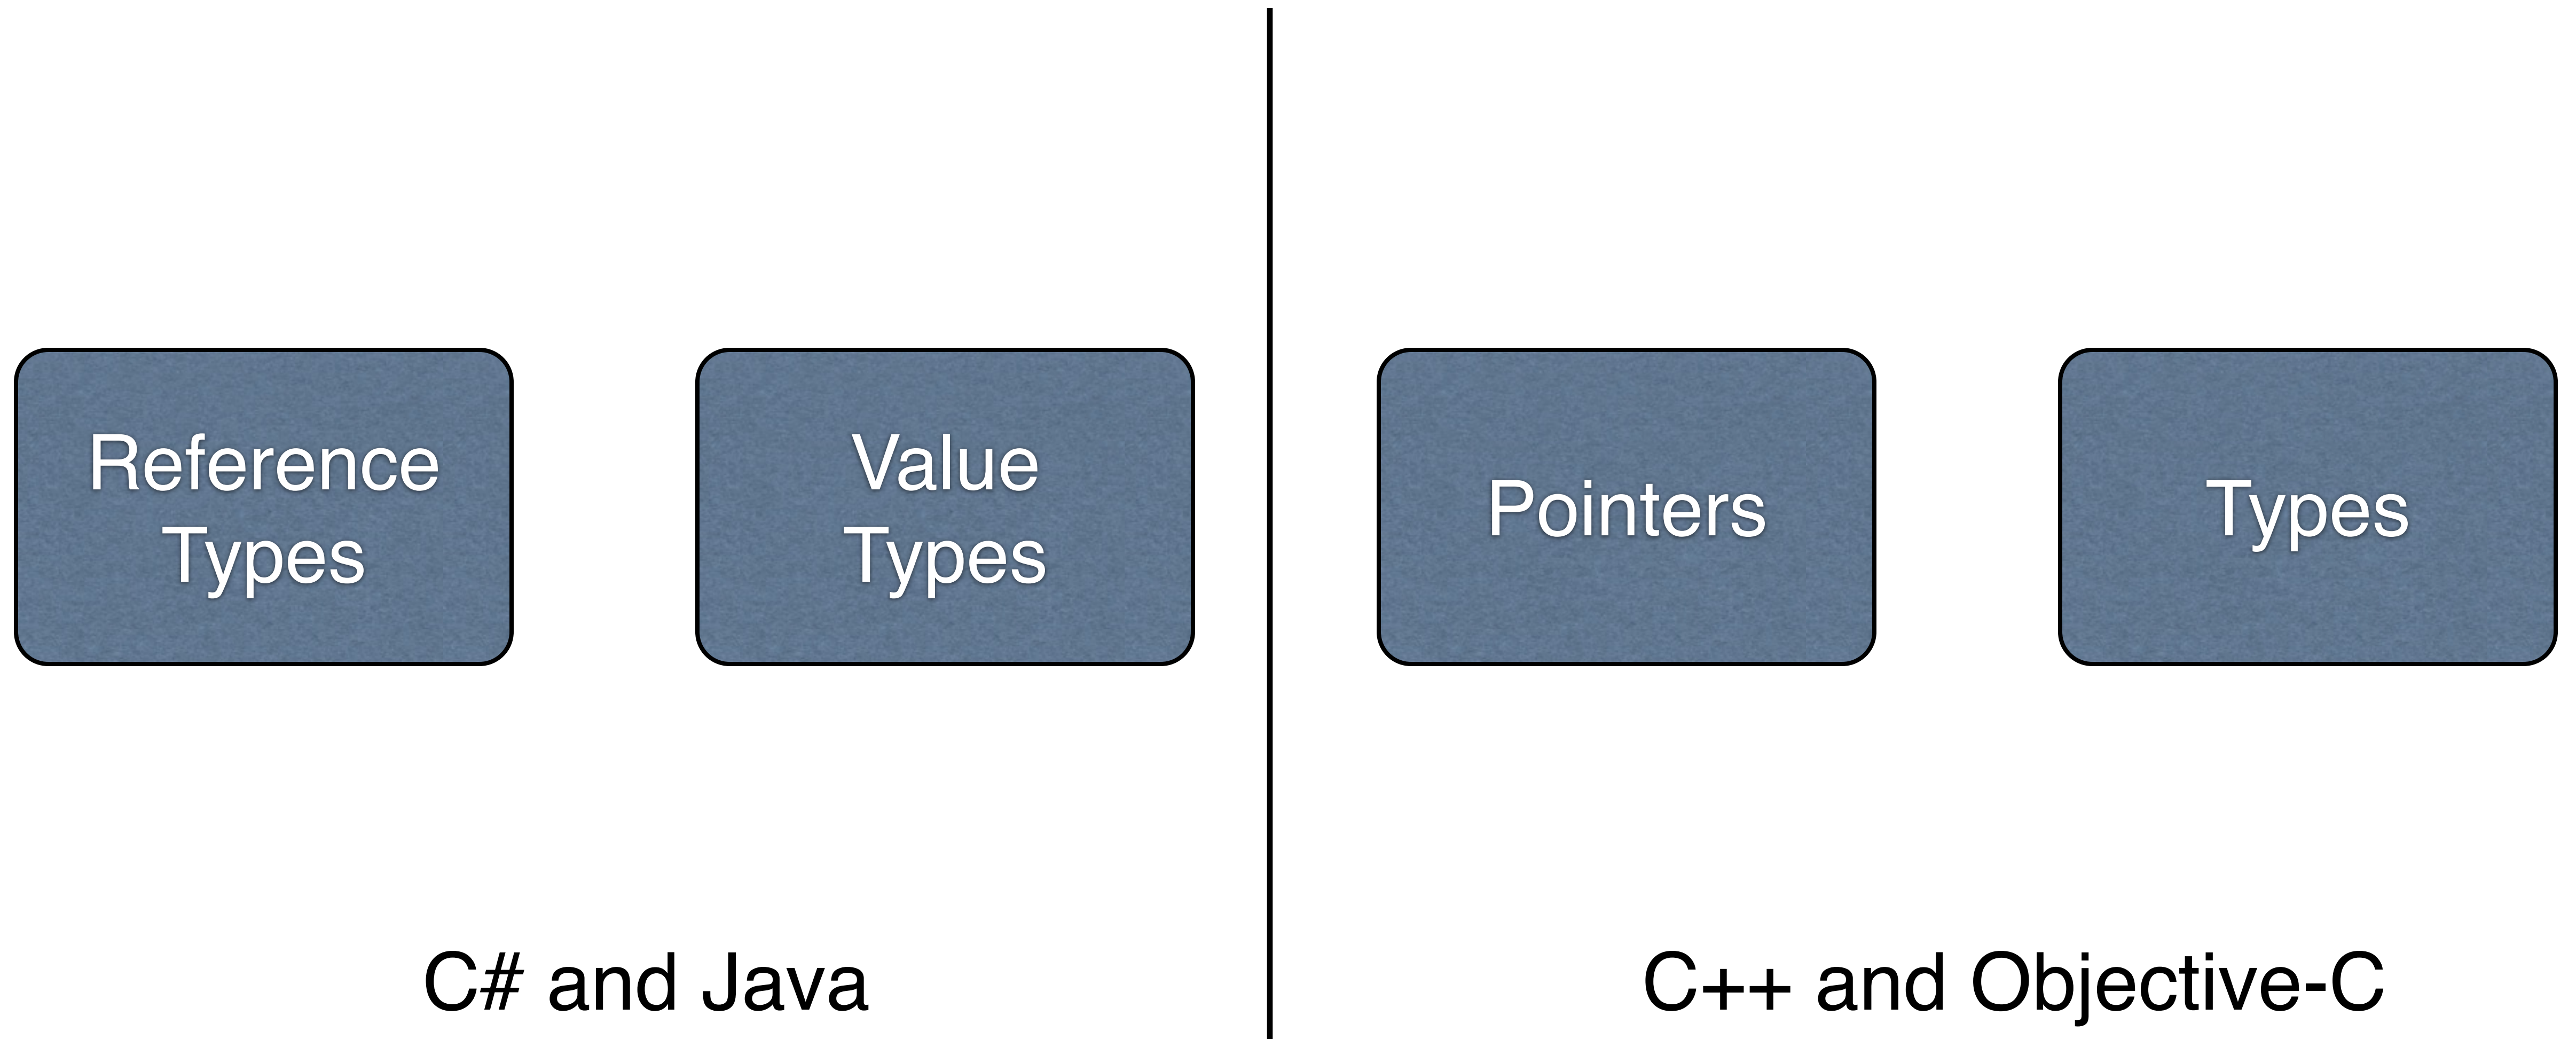 Reference
Types
Value
Types
Pointers
Types
C# and Java
C++ and Objective-C